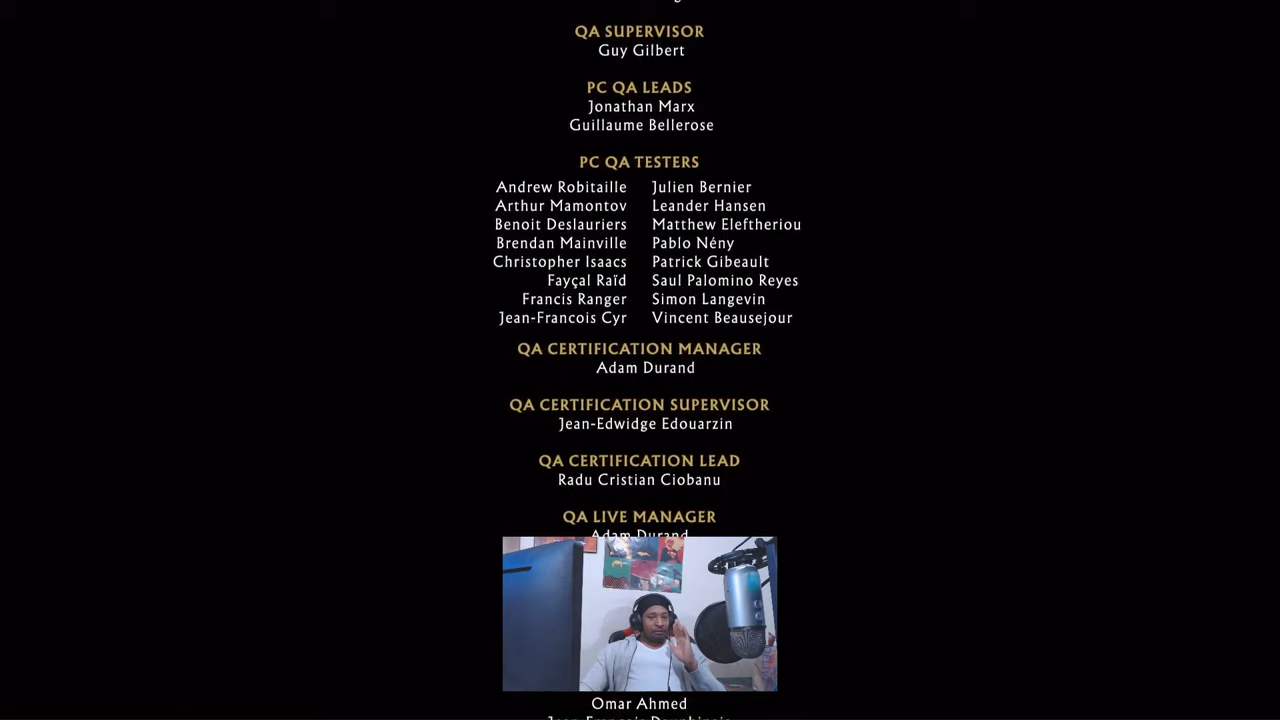 QA SUPERVISOR
Guy Gilbert
PC QA LEADS
Jonathan Marx
Guillaume Bellerose
PC QA TESTERS
Andrew Robitaille Julien Bernier
Arthur Mamontov Leander Hansen
Benoit Deslauriers Matthew Eleftheriou
Brendan Mainville Pablo Nény
Christopher Isaacs Patrick Gibeault
Fayçal Raïd Saul Palomino Reyes
Francis Ranger Simon Langevin
Jean-Francois Cyr Vincent Beausejour
QA CERTIFICATION MANAGER
Adam Durand
QA CERTIFICATION SUPERVISOR
Jean-Edwidge Edouarzin
QA CERTIFICATION LEAD
Radu Cristian Ciobanu
QA LIVE MANAGER
Adam Durand
Omar Ahmed